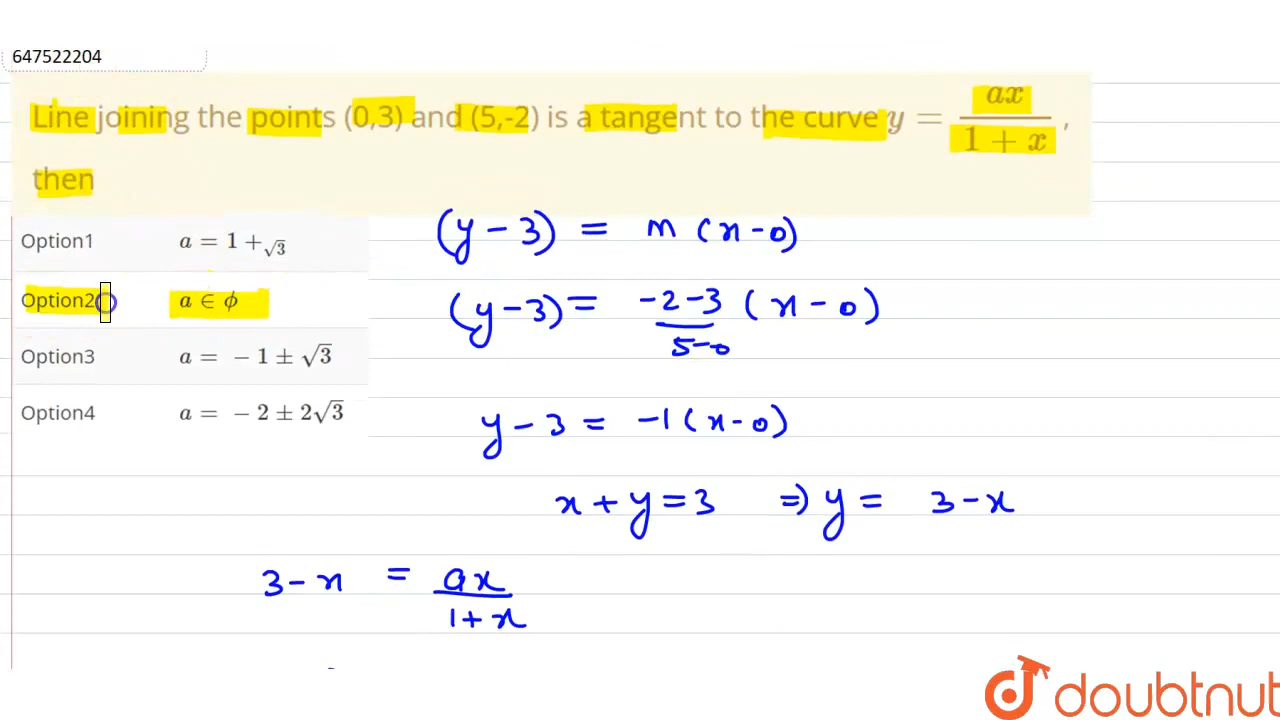 647522204
Line joining the points (0,3) and (5,-2) is a tangent to the curve y = ax / 1 + x ,
then
Option1 a = 1 +√3
Option2 a ∈ ϕ
Option3 a = − 1 ± √3
Option4 a = − 2 ± 2√3
(y - 3) = m (x - 0)
(y - 3) = -2 - 3 / 5 - 0 (x - 0)
y - 3 = -1 (x - 0)
x + y = 3 ⇒ y = 3 - x
3 - x = ax / 1 + x
doubtnut